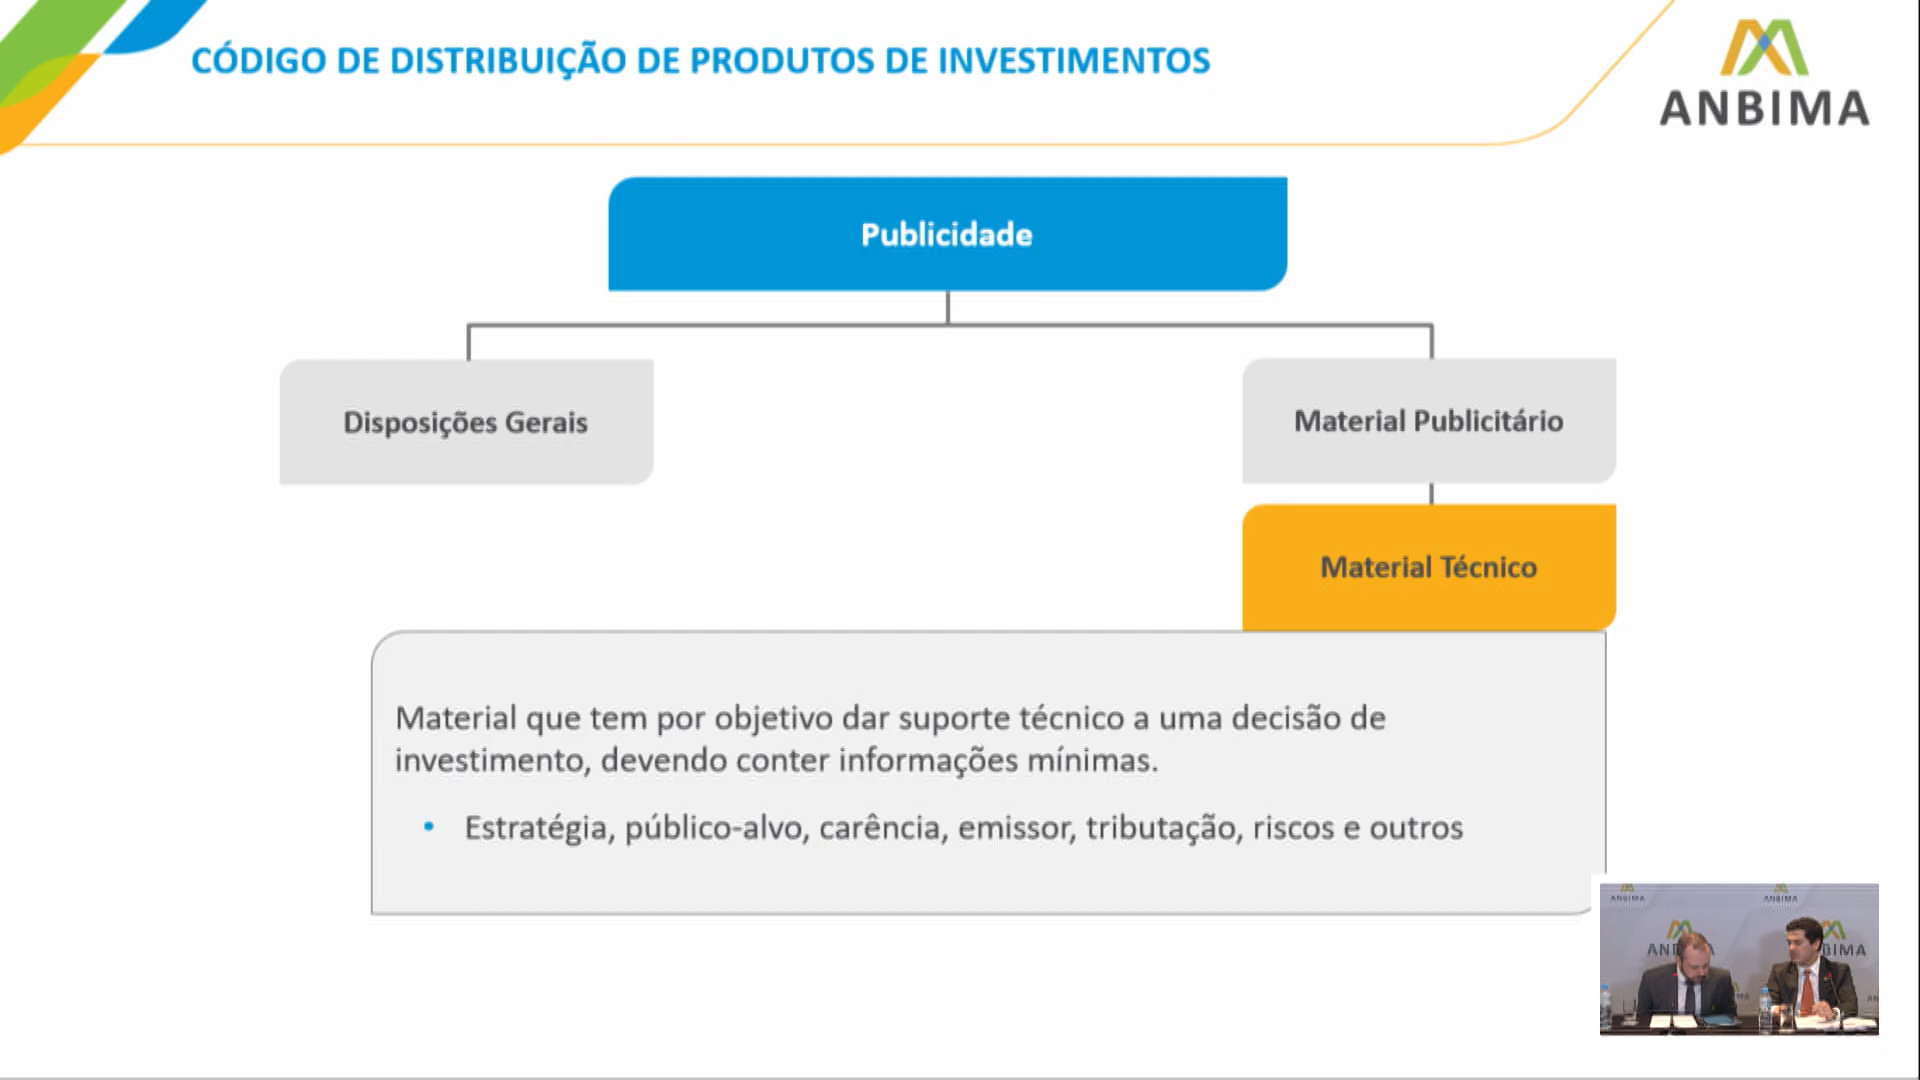 CÓDIGO DE DISTRIBUIÇÃO DE PRODUTOS DE INVESTIMENTOS
ANBIMA
Publicidade
Disposições Gerais
Material Publicitário
Material Técnico
Material que tem por objetivo dar suporte técnico a uma decisão de
investimento, devendo conter informações mínimas.
• Estratégia, público-alvo, carência, emissor, tributação, riscos e outros
ANBIMA
ANBIMA